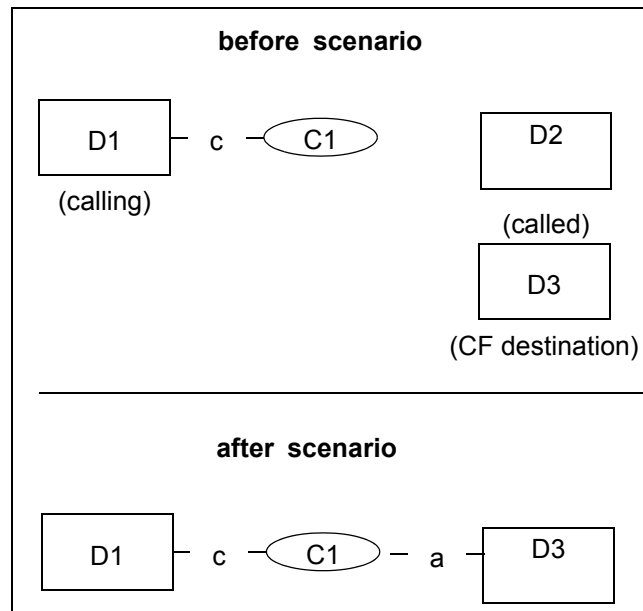 before scenario
D1 c C1 D2
(calling)
(called)
D3
(CF destination)
after scenario
D1 c C1 a D3